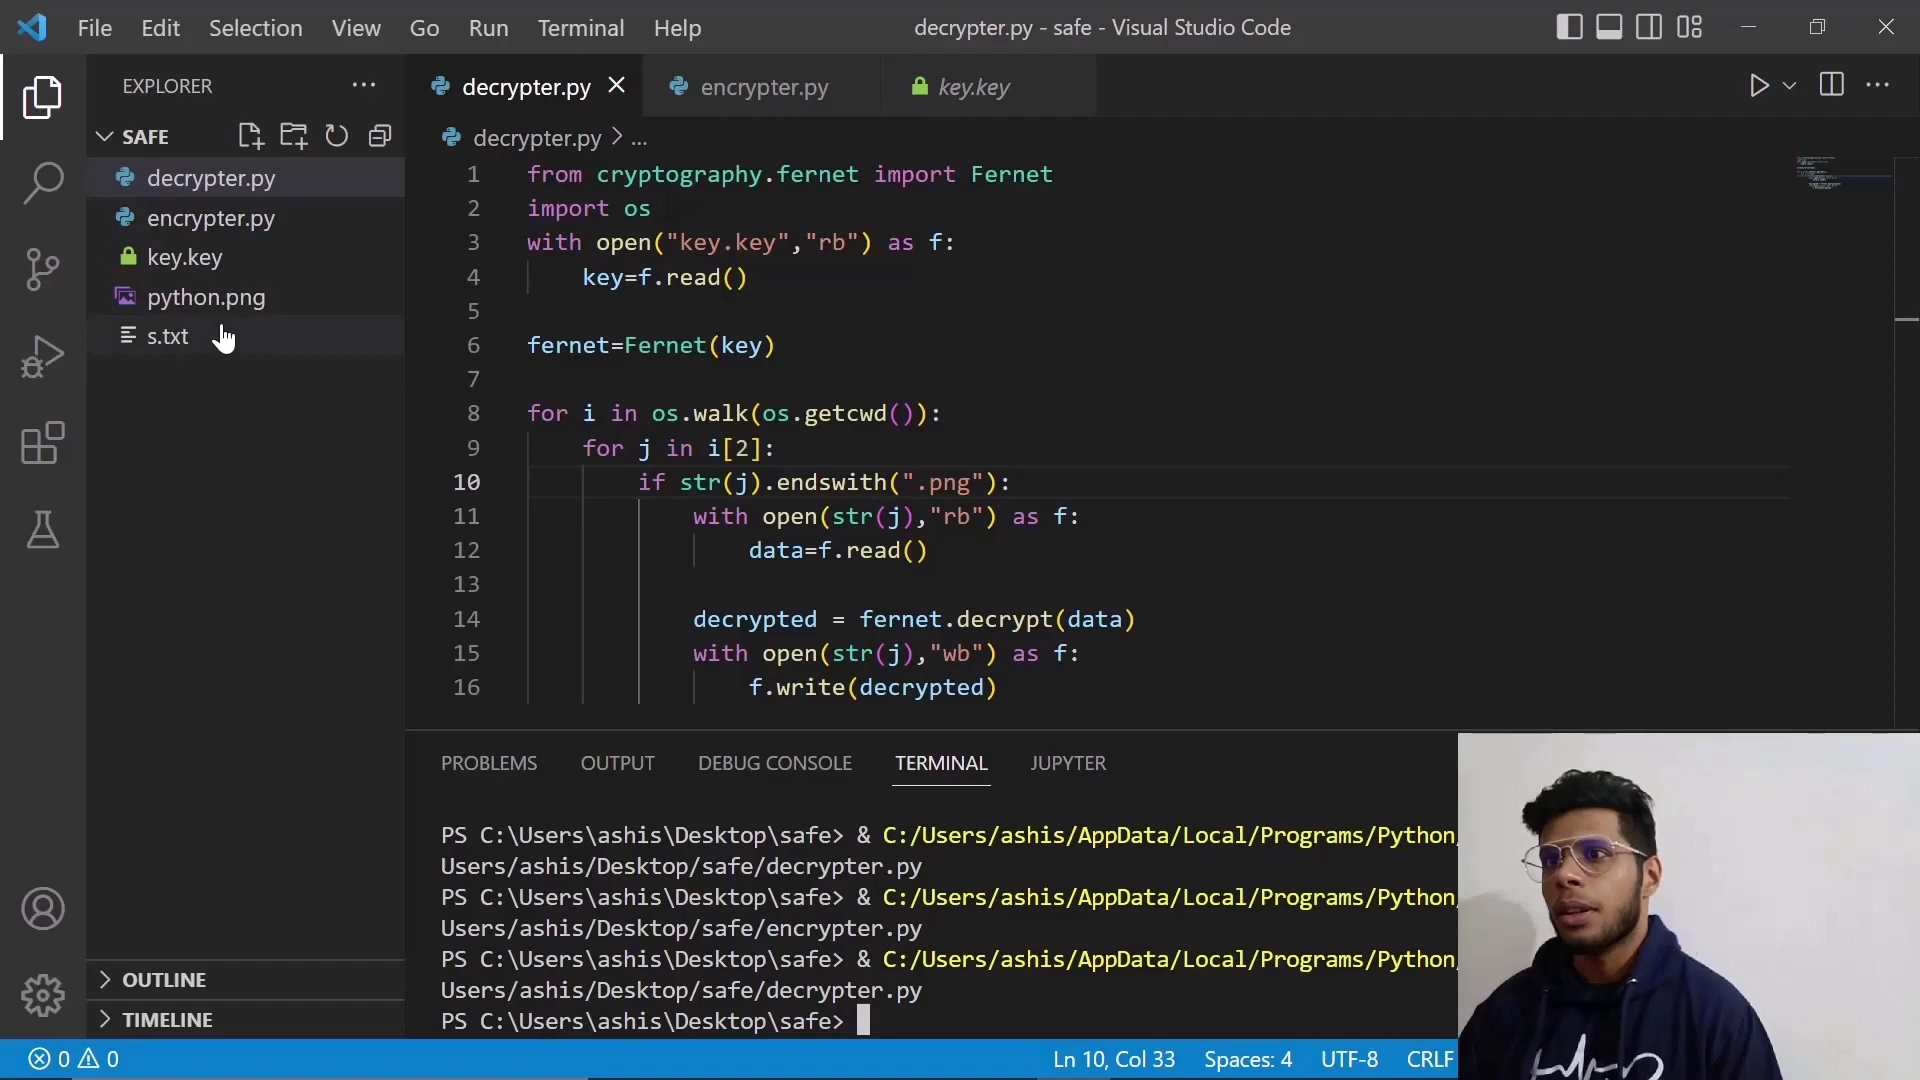 File Edit Selection View Go Run Terminal Help
decrypter.py - safe - Visual Studio Code
EXPLORER
SAFE
decrypter.py
encrypter.py
key.key
python.png
s.txt
OUTLINE
TIMELINE
decrypter.py encrypter.py key.key
decrypter.py > ...
1 from cryptography.fernet import Fernet
2 import os
3 with open("key.key","rb") as f:
4 key=f.read()
5
6 fernet=Fernet(key)
7
8 for i in os.walk(os.getcwd()):
9 for j in i[2]:
10 if str(j).endswith(".png"):
11 with open(str(j),"rb") as f:
12 data=f.read()
13
14 decrypted = fernet.decrypt(data)
15 with open(str(j),"wb") as f:
16 f.write(decrypted)
PROBLEMS OUTPUT DEBUG CONSOLE TERMINAL JUPYTER
PS C:\Users\ashis\Desktop\safe> & C:/Users/ashis/AppData/Local/Programs/Python/
Users/ashis/Desktop/safe/decrypter.py
PS C:\Users\ashis\Desktop\safe> & C:/Users/ashis/AppData/Local/Programs/Python/
Users/ashis/Desktop/safe/encrypter.py
PS C:\Users\ashis\Desktop\safe> & C:/Users/ashis/AppData/Local/Programs/Python/
Users/ashis/Desktop/safe/decrypter.py
PS C:\Users\ashis\Desktop\safe>
0 0 Ln 10, Col 33 Spaces: 4 UTF-8 CRLF